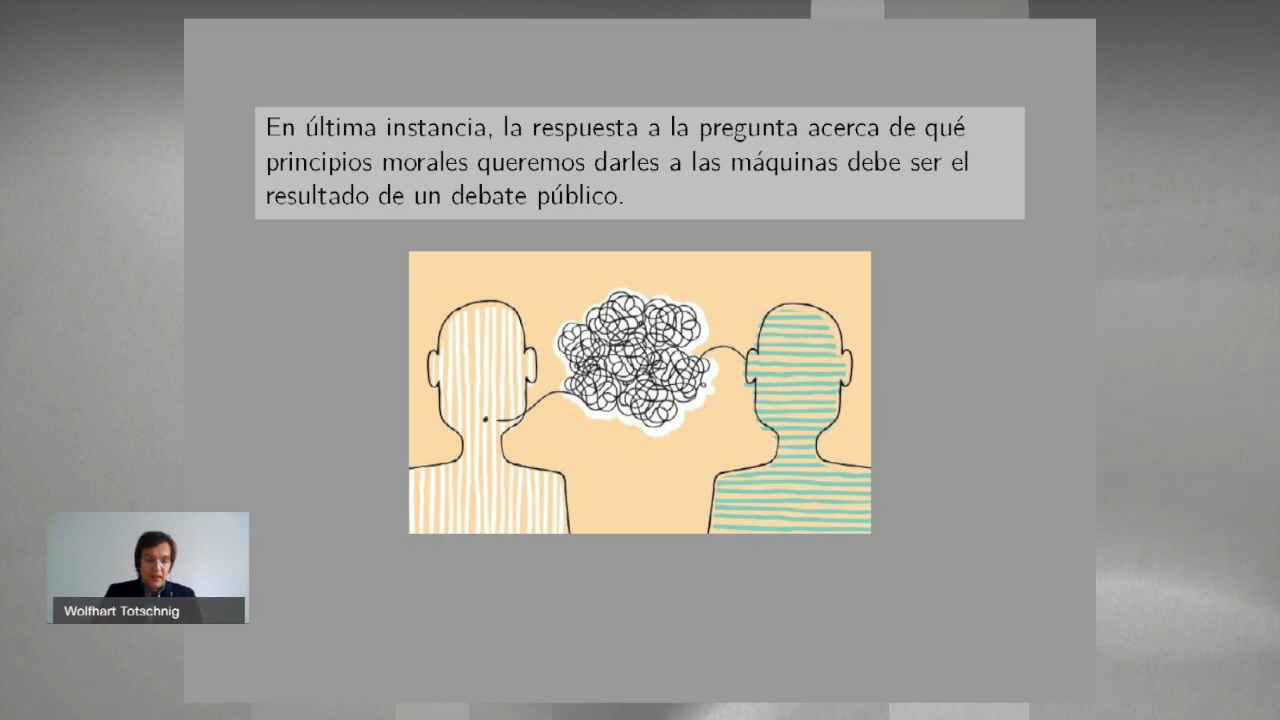 En última instancia, la respuesta a la pregunta acerca de qué
principios morales queremos darles a las máquinas debe ser el
resultado de un debate público.
Wolfhart Totschnig